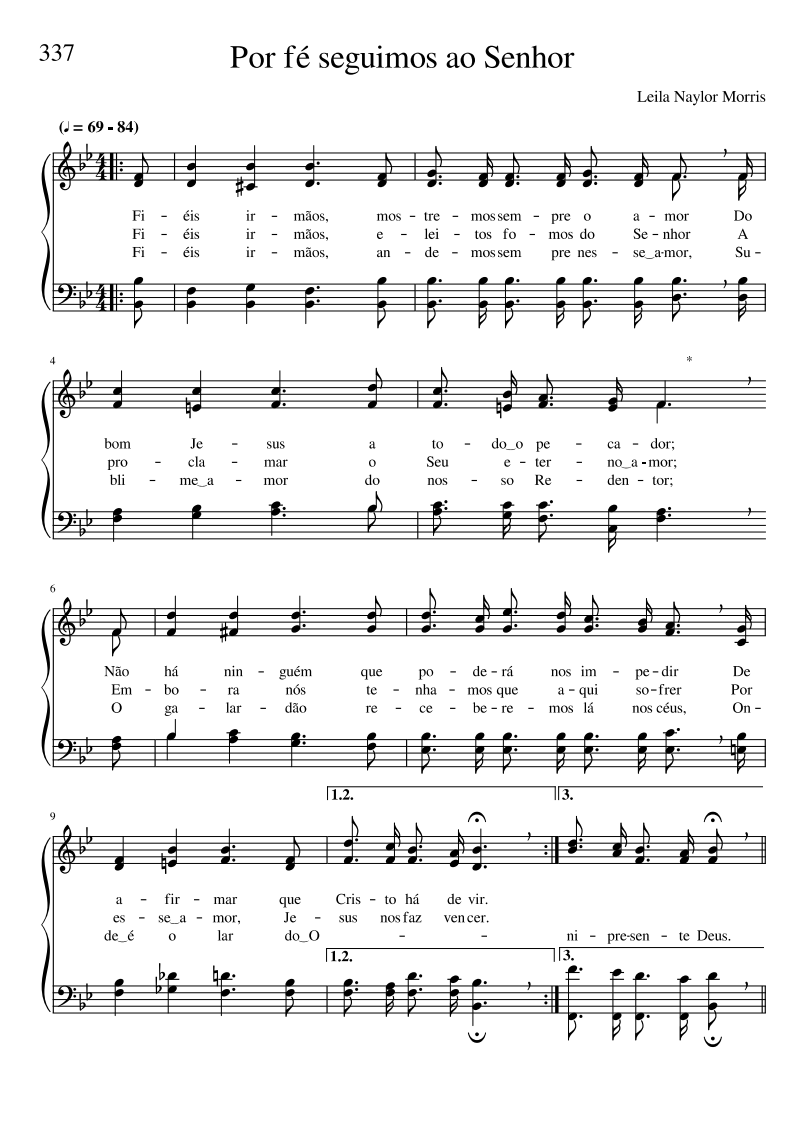 337
Por fé seguimos ao Senhor
Leila Naylor Morris
(♩ = 69 - 84)
Fi - éis ir - mãos, mos - tre - mos sem - pre o a - mor Do
Fi - éis ir - mãos, e - lei - tos fo - mos do Se - nhor A
Fi - éis ir - mãos, an - de - mos sem pre nes - se_a-mor, Su -
4
*
bom Je - sus a to - do_o pe - ca - dor;
pro - cla - mar o Seu e - ter - no_a - mor;
bli - me_a - mor do nos - so Re - den - tor;
6
Não há nin - guém que po - de - rá nos im - pe - dir De
Em - bo - ra nós te - nha - mos que a - qui so - frer Por
O ga - lar - dão re - ce - be - re - mos lá nos céus, On -
9
1.2.
3.
a - fir - mar que Cris - to há de vir.
es - se_a - mor, Je - sus nos faz ven cer.
de_é o lar do_O - - - ni - pre-sen - te Deus.
1.2.
3.